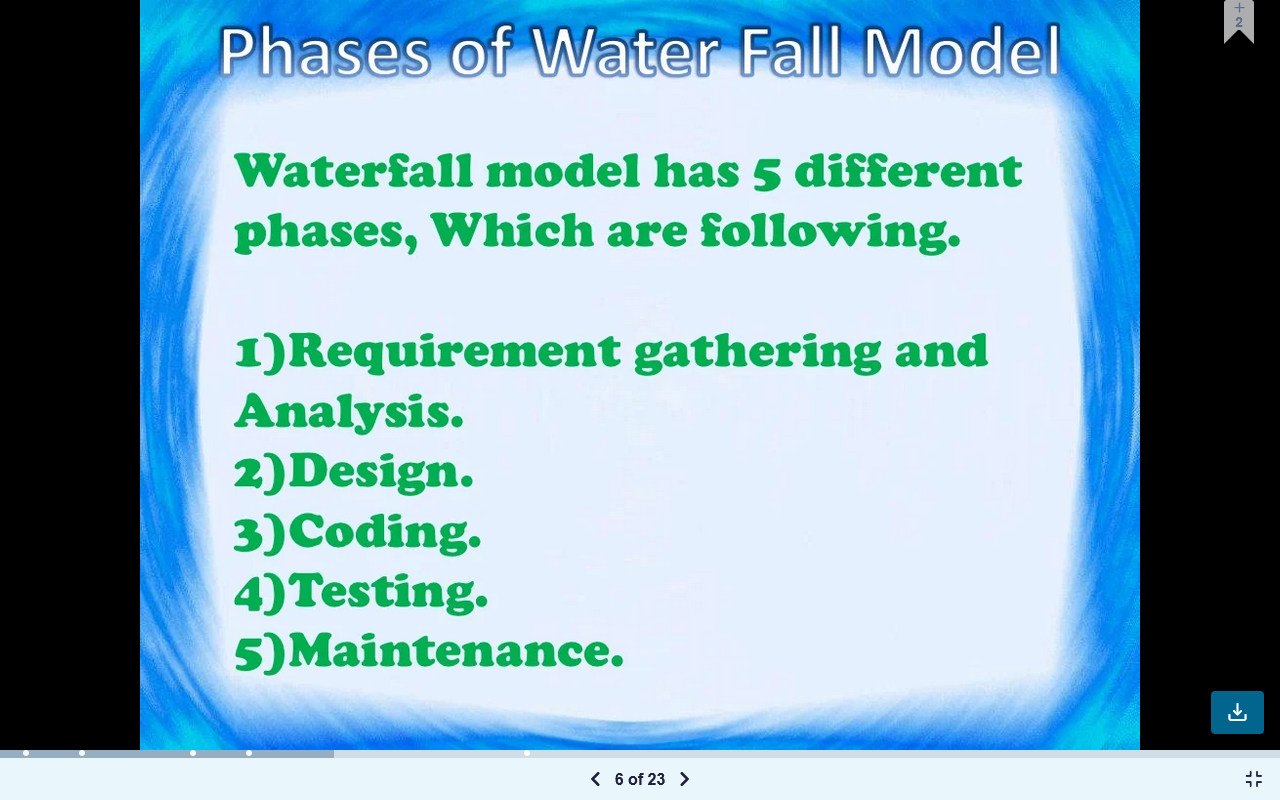 Phases of Water Fall Model
Waterfall model has 5 different
phases, Which are following.
1)Requirement gathering and
Analysis.
2)Design.
3)Coding.
4)Testing.
5)Maintenance.
+
2
6 of 23